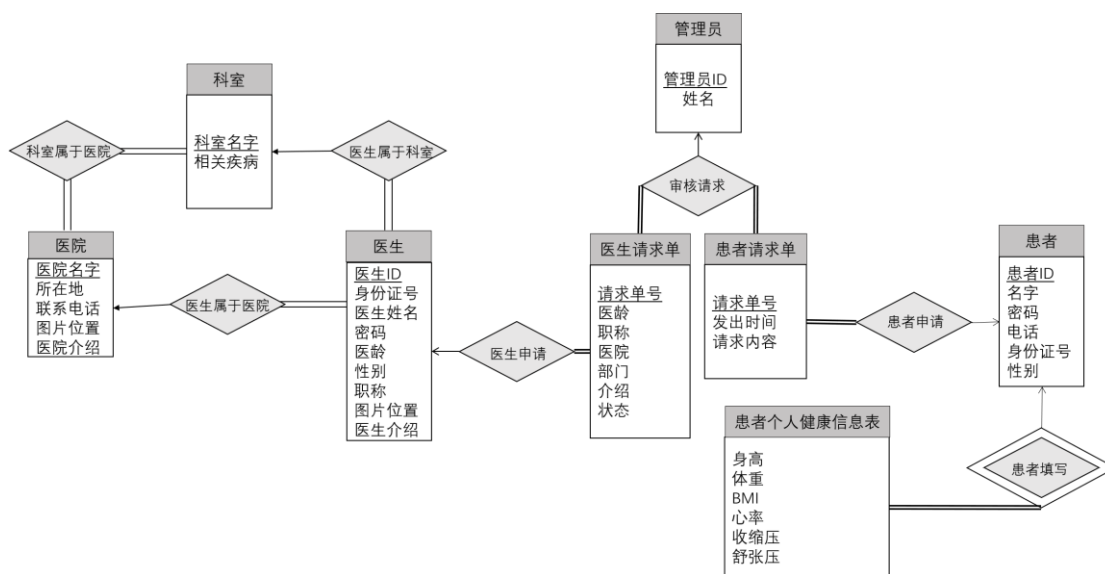 管理员
管理员ID
姓名
科室
科室名字
相关疾病
科室属于医院
医生属于科室
审核请求
医院
医院名字
所在地
联系电话
图片位置
医院介绍
医生属于医院
医生
医生ID
身份证号
医生姓名
密码
医龄
性别
职称
图片位置
医生介绍
医生申请
医生请求单
请求单号
医龄
职称
医院
部门
介绍
状态
患者请求单
请求单号
发出时间
请求内容
患者申请
患者
患者ID
名字
密码
电话
身份证号
性别
患者个人健康信息表
身高
体重
BMI
心率
收缩压
舒张压
患者填写